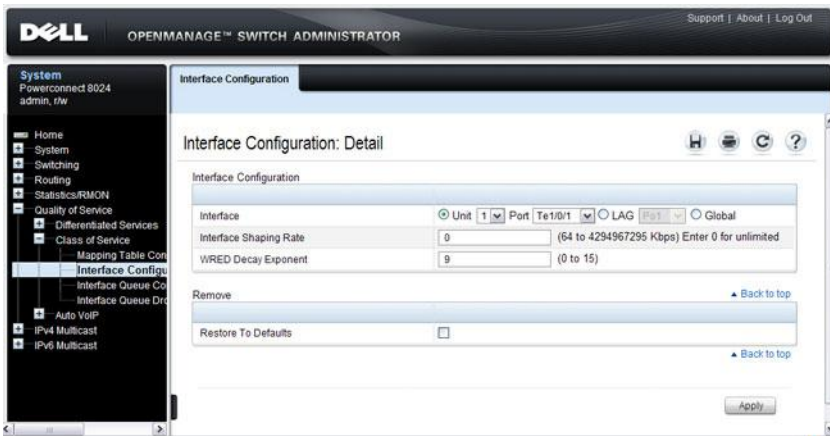 Support | About | Log Out
DELL OPENMANAGE™ SWITCH ADMINISTRATOR
System
Powerconnect 8024
admin, r/w
Interface Configuration
Home
System
Switching
Routing
Statistics/RMON
Quality of Service
Differentiated Services
Class of Service
Mapping Table Con
Interface Configu
Interface Queue Co
Interface Queue Dro
Auto VoIP
IPv4 Multicast
IPv6 Multicast
Interface Configuration: Detail
Interface Configuration
Interface Unit 1 Port Te1/0/1 LAG Po1 Global
Interface Shaping Rate 0 (64 to 4294967295 Kbps) Enter 0 for unlimited
WRED Decay Exponent 9 (0 to 15)
Remove Back to top
Restore To Defaults
Back to top
Apply